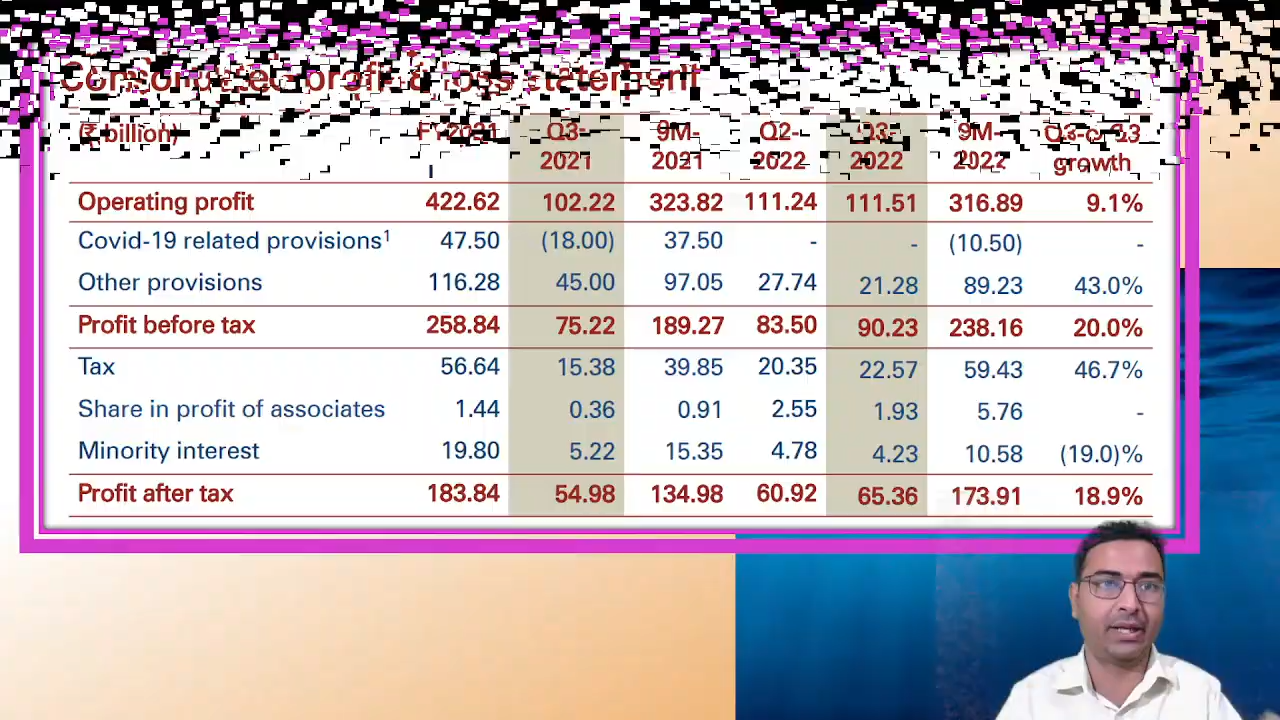 Consolidated profit & loss statement
(₹ billion) FY2021 Q3-2021 9M-2021 Q2-2022 Q3-2022 9M-2022 Q3-o-Q3 growth
Operating profit 422.62 102.22 323.82 111.24 111.51 316.89 9.1%
Covid-19 related provisions¹ 47.50 (18.00) 37.50 - - (10.50) -
Other provisions 116.28 45.00 97.05 27.74 21.28 89.23 43.0%
Profit before tax 258.84 75.22 189.27 83.50 90.23 238.16 20.0%
Tax 56.64 15.38 39.85 20.35 22.57 59.43 46.7%
Share in profit of associates 1.44 0.36 0.91 2.55 1.93 5.76 -
Minority interest 19.80 5.22 15.35 4.78 4.23 10.58 (19.0)%
Profit after tax 183.84 54.98 134.98 60.92 65.36 173.91 18.9%